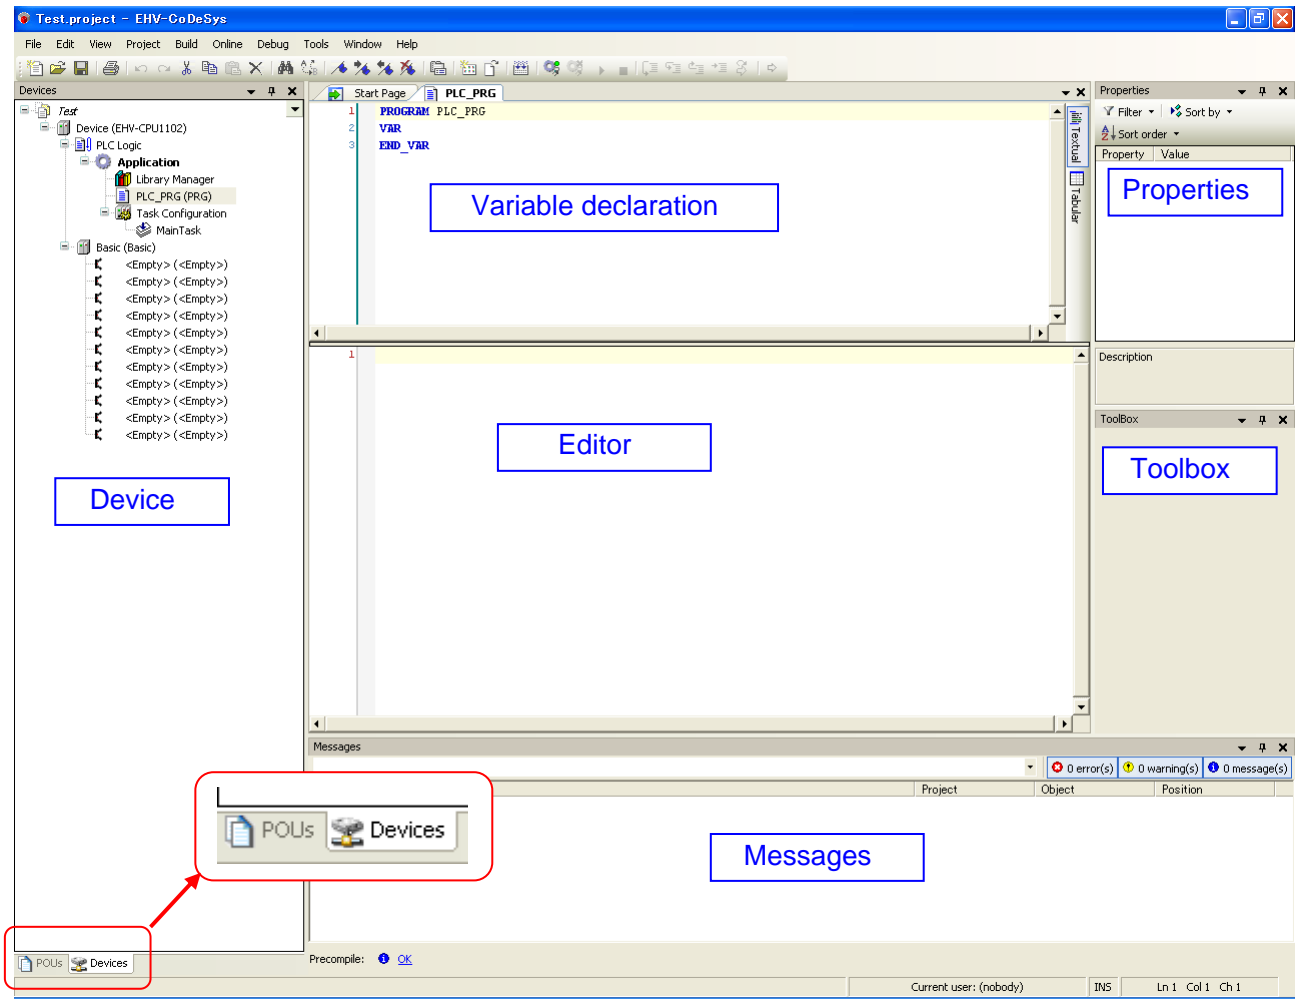 Test.project - EHV-CoDeSys
File Edit View Project Build Online Debug Tools Window Help
Devices
Test
Device (EHV-CPU1102)
PLC Logic
Application
Library Manager
PLC_PRG (PRG)
Task Configuration
MainTask
Basic (Basic)
<Empty> (<Empty>)
<Empty> (<Empty>)
<Empty> (<Empty>)
<Empty> (<Empty>)
<Empty> (<Empty>)
<Empty> (<Empty>)
<Empty> (<Empty>)
<Empty> (<Empty>)
<Empty> (<Empty>)
<Empty> (<Empty>)
<Empty> (<Empty>)
Device
POUs Devices
POUs Devices
Start Page PLC_PRG
1 PROGRAM PLC_PRG
2 VAR
3 END_VAR
Variable declaration
Textual
Tabular
1
Editor
Properties
Filter Sort by
Sort order
Property Value
Properties
Description
ToolBox
Toolbox
Messages
0 error(s) 0 warning(s) 0 message(s)
Project Object Position
Messages
Precompile: OK
Current user: (nobody) INS Ln 1 Col 1 Ch 1